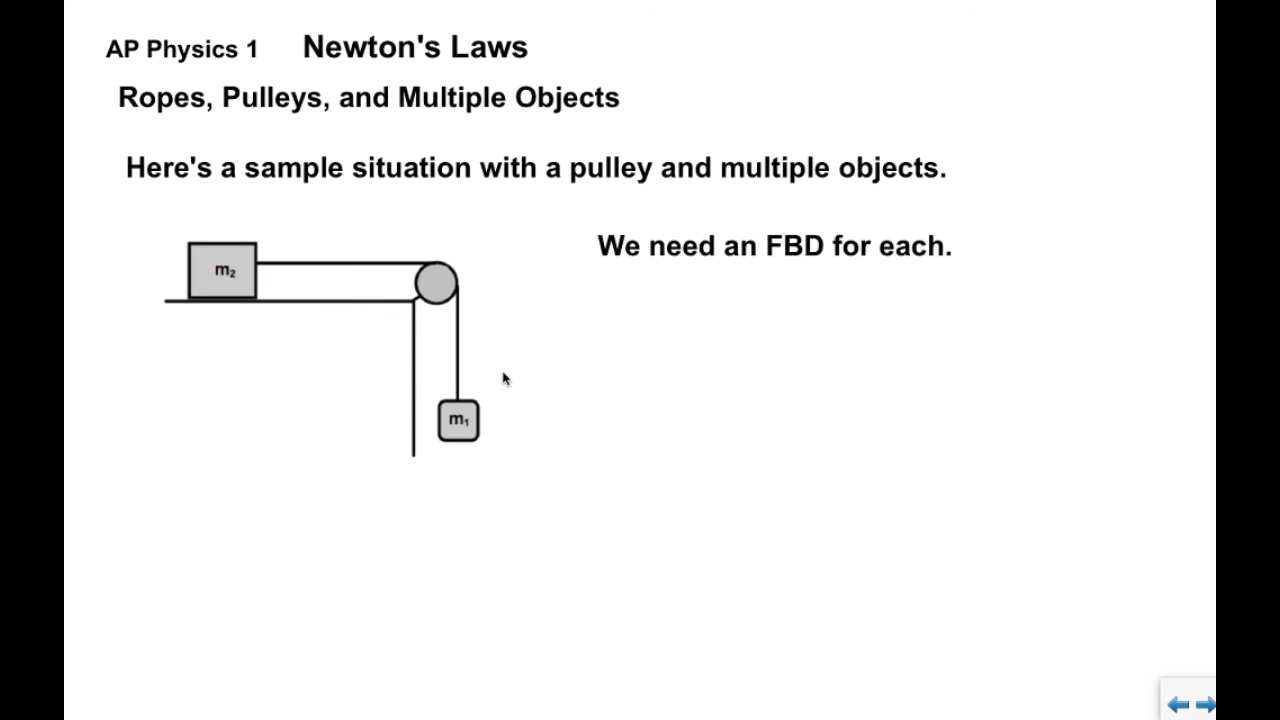 AP Physics 1 Newton's Laws
Ropes, Pulleys, and Multiple Objects
Here's a sample situation with a pulley and multiple objects.
We need an FBD for each.
m₂
m₁